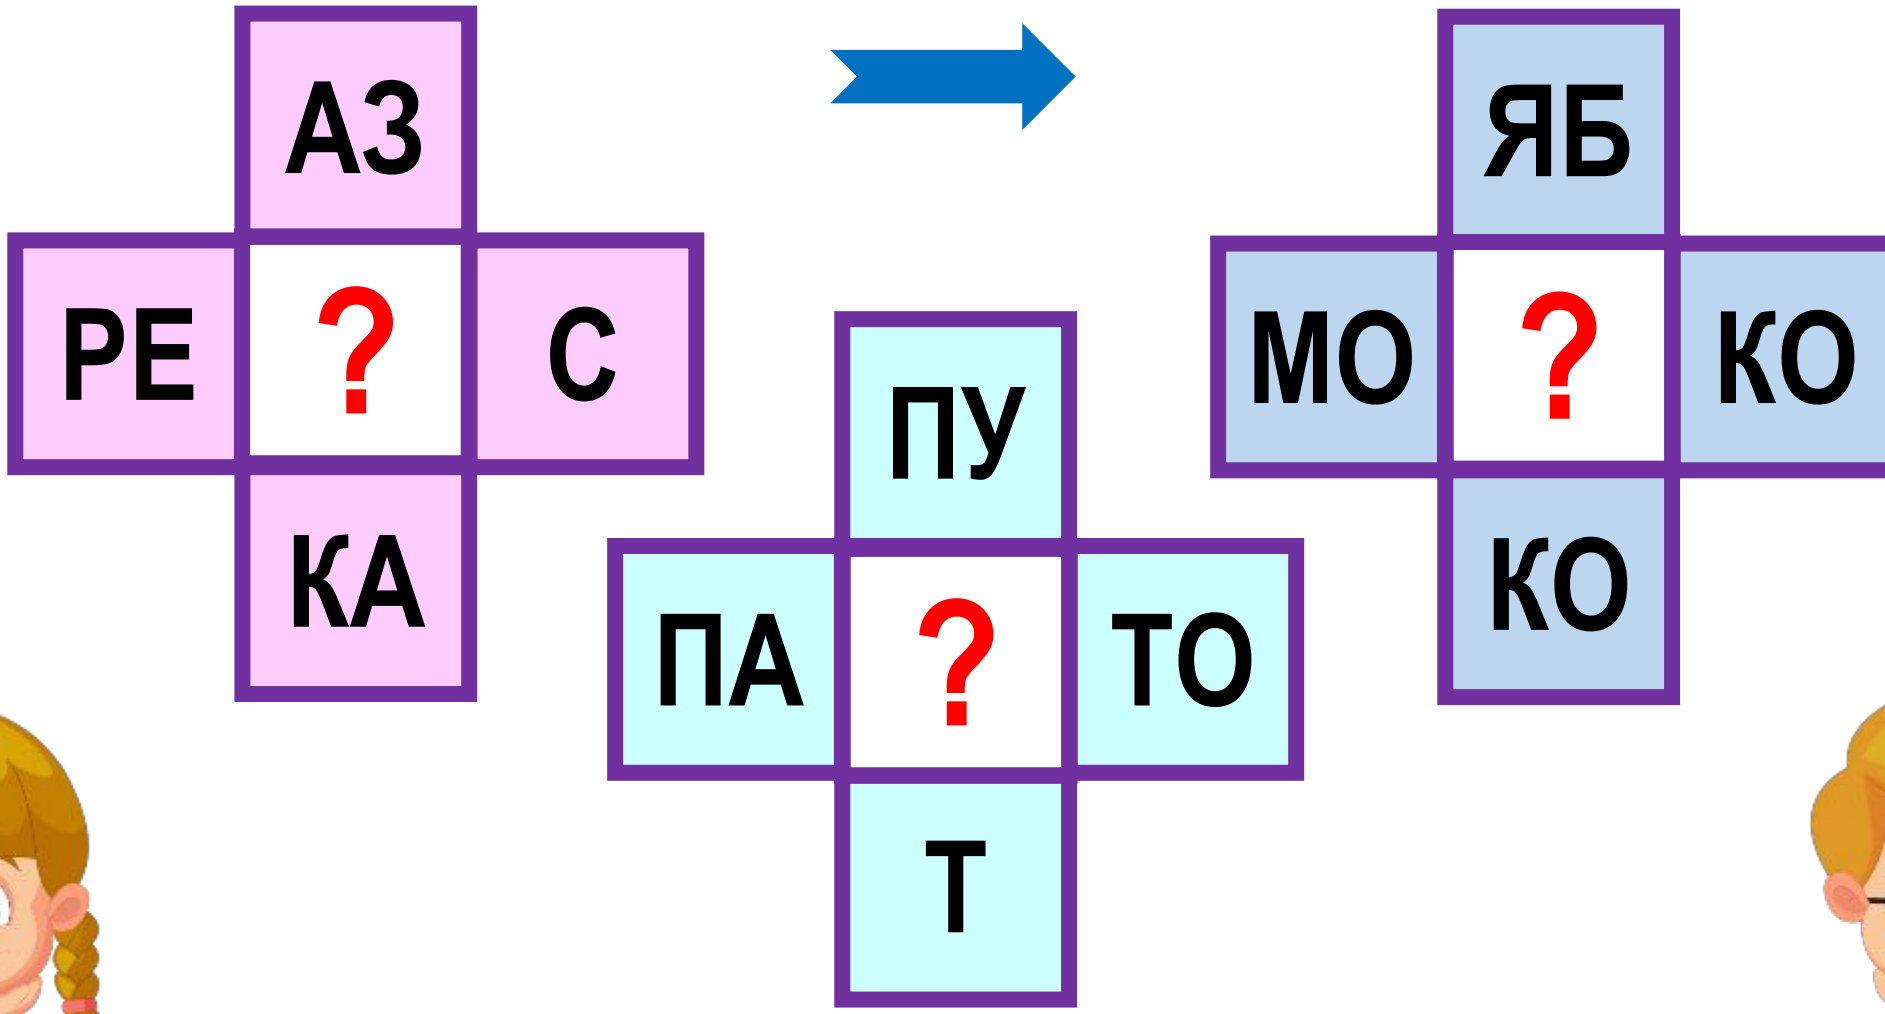 АЗ
РЕ ? С
КА
ПУ
ПА ? ТО
Т
ЯБ
МО ? КО
КО